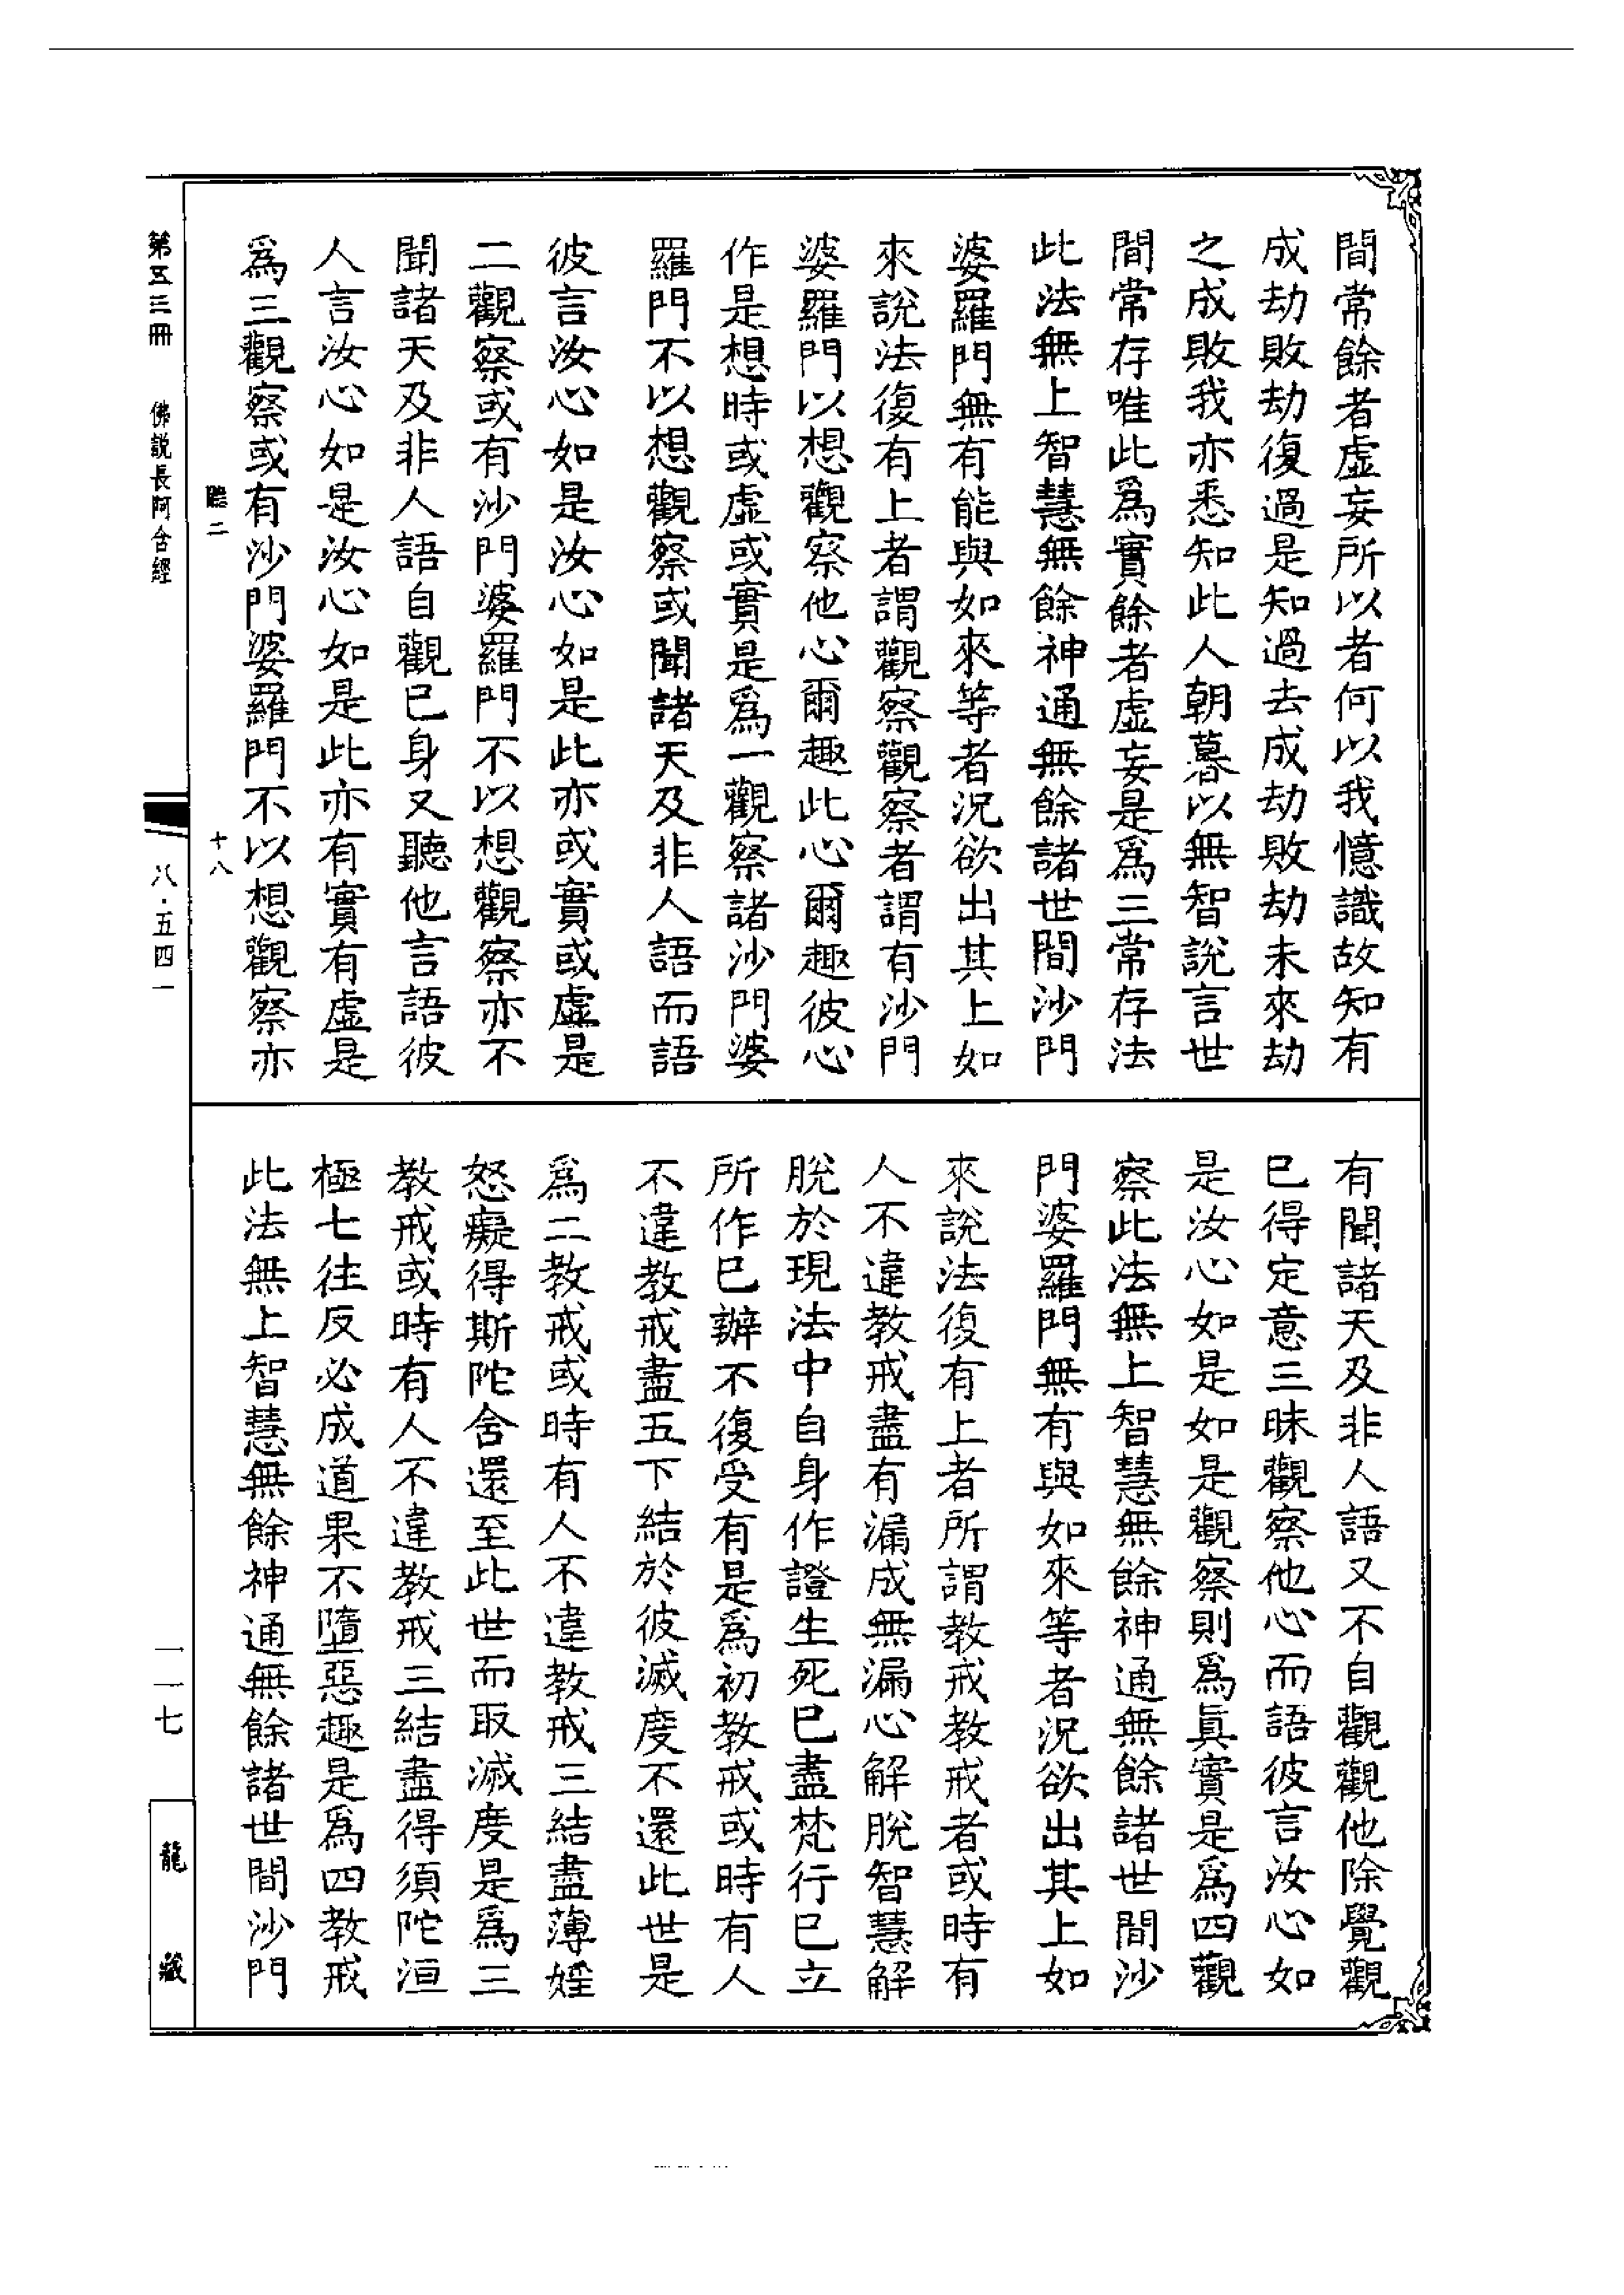 間常餘者虛妄所以者何以我憶識故知有
成劫敗劫復過是知過去成劫敗劫未來劫
之成敗我亦悉知此人朝暮以無智說言世
間常存唯此爲實餘者虛妄是爲三常存法
此法無上智慧無餘神通無餘諸世間沙門
婆羅門無有能與如來等者況欲出其上如
來說法復有上者謂觀察觀察者謂有沙門
婆羅門以想觀察他心爾趣此心爾趣彼心
作是想時或虛或實是爲一觀察諸沙門婆
羅門不以想觀察或聞諸天及非人語而語
彼言汝心如是汝心如是此亦或實或虛是
二觀察或有沙門婆羅門不以想觀察亦不
聞諸天及非人語自觀已身又聽他言語彼
人言汝心如是汝心如是此亦有實有虛是
爲三觀察或有沙門婆羅門不以想觀察亦
聽二
十八
有聞諸天及非人語又不自觀觀他除覺觀
已得定意三昧觀察他心而語彼言汝心如
是汝心如是如是觀察則爲眞實是爲四觀
察此法無上智慧無餘神通無餘諸世間沙
門婆羅門無有與如來等者況欲出其上如
來說法復有上者所謂教戒教戒者或時有
人不違教戒盡有漏成無漏心解脫智慧解
脫於現法中自身作證生死已盡梵行已立
所作已辦不復受有是爲初教戒或時有人
不違教戒盡五下結於彼滅度不還此世是
爲二教戒或時有人不違教戒三結盡薄婬
怒癡得斯陀舍還至此世而取滅度是爲三
教戒或時有人不違教戒三結盡得須陀洹
極七往反必成道果不墮惡趣是爲四教戒
此法無上智慧無餘神通無餘諸世間沙門
第五三冊 佛說長阿含經
八·五四一
一一七
龍藏